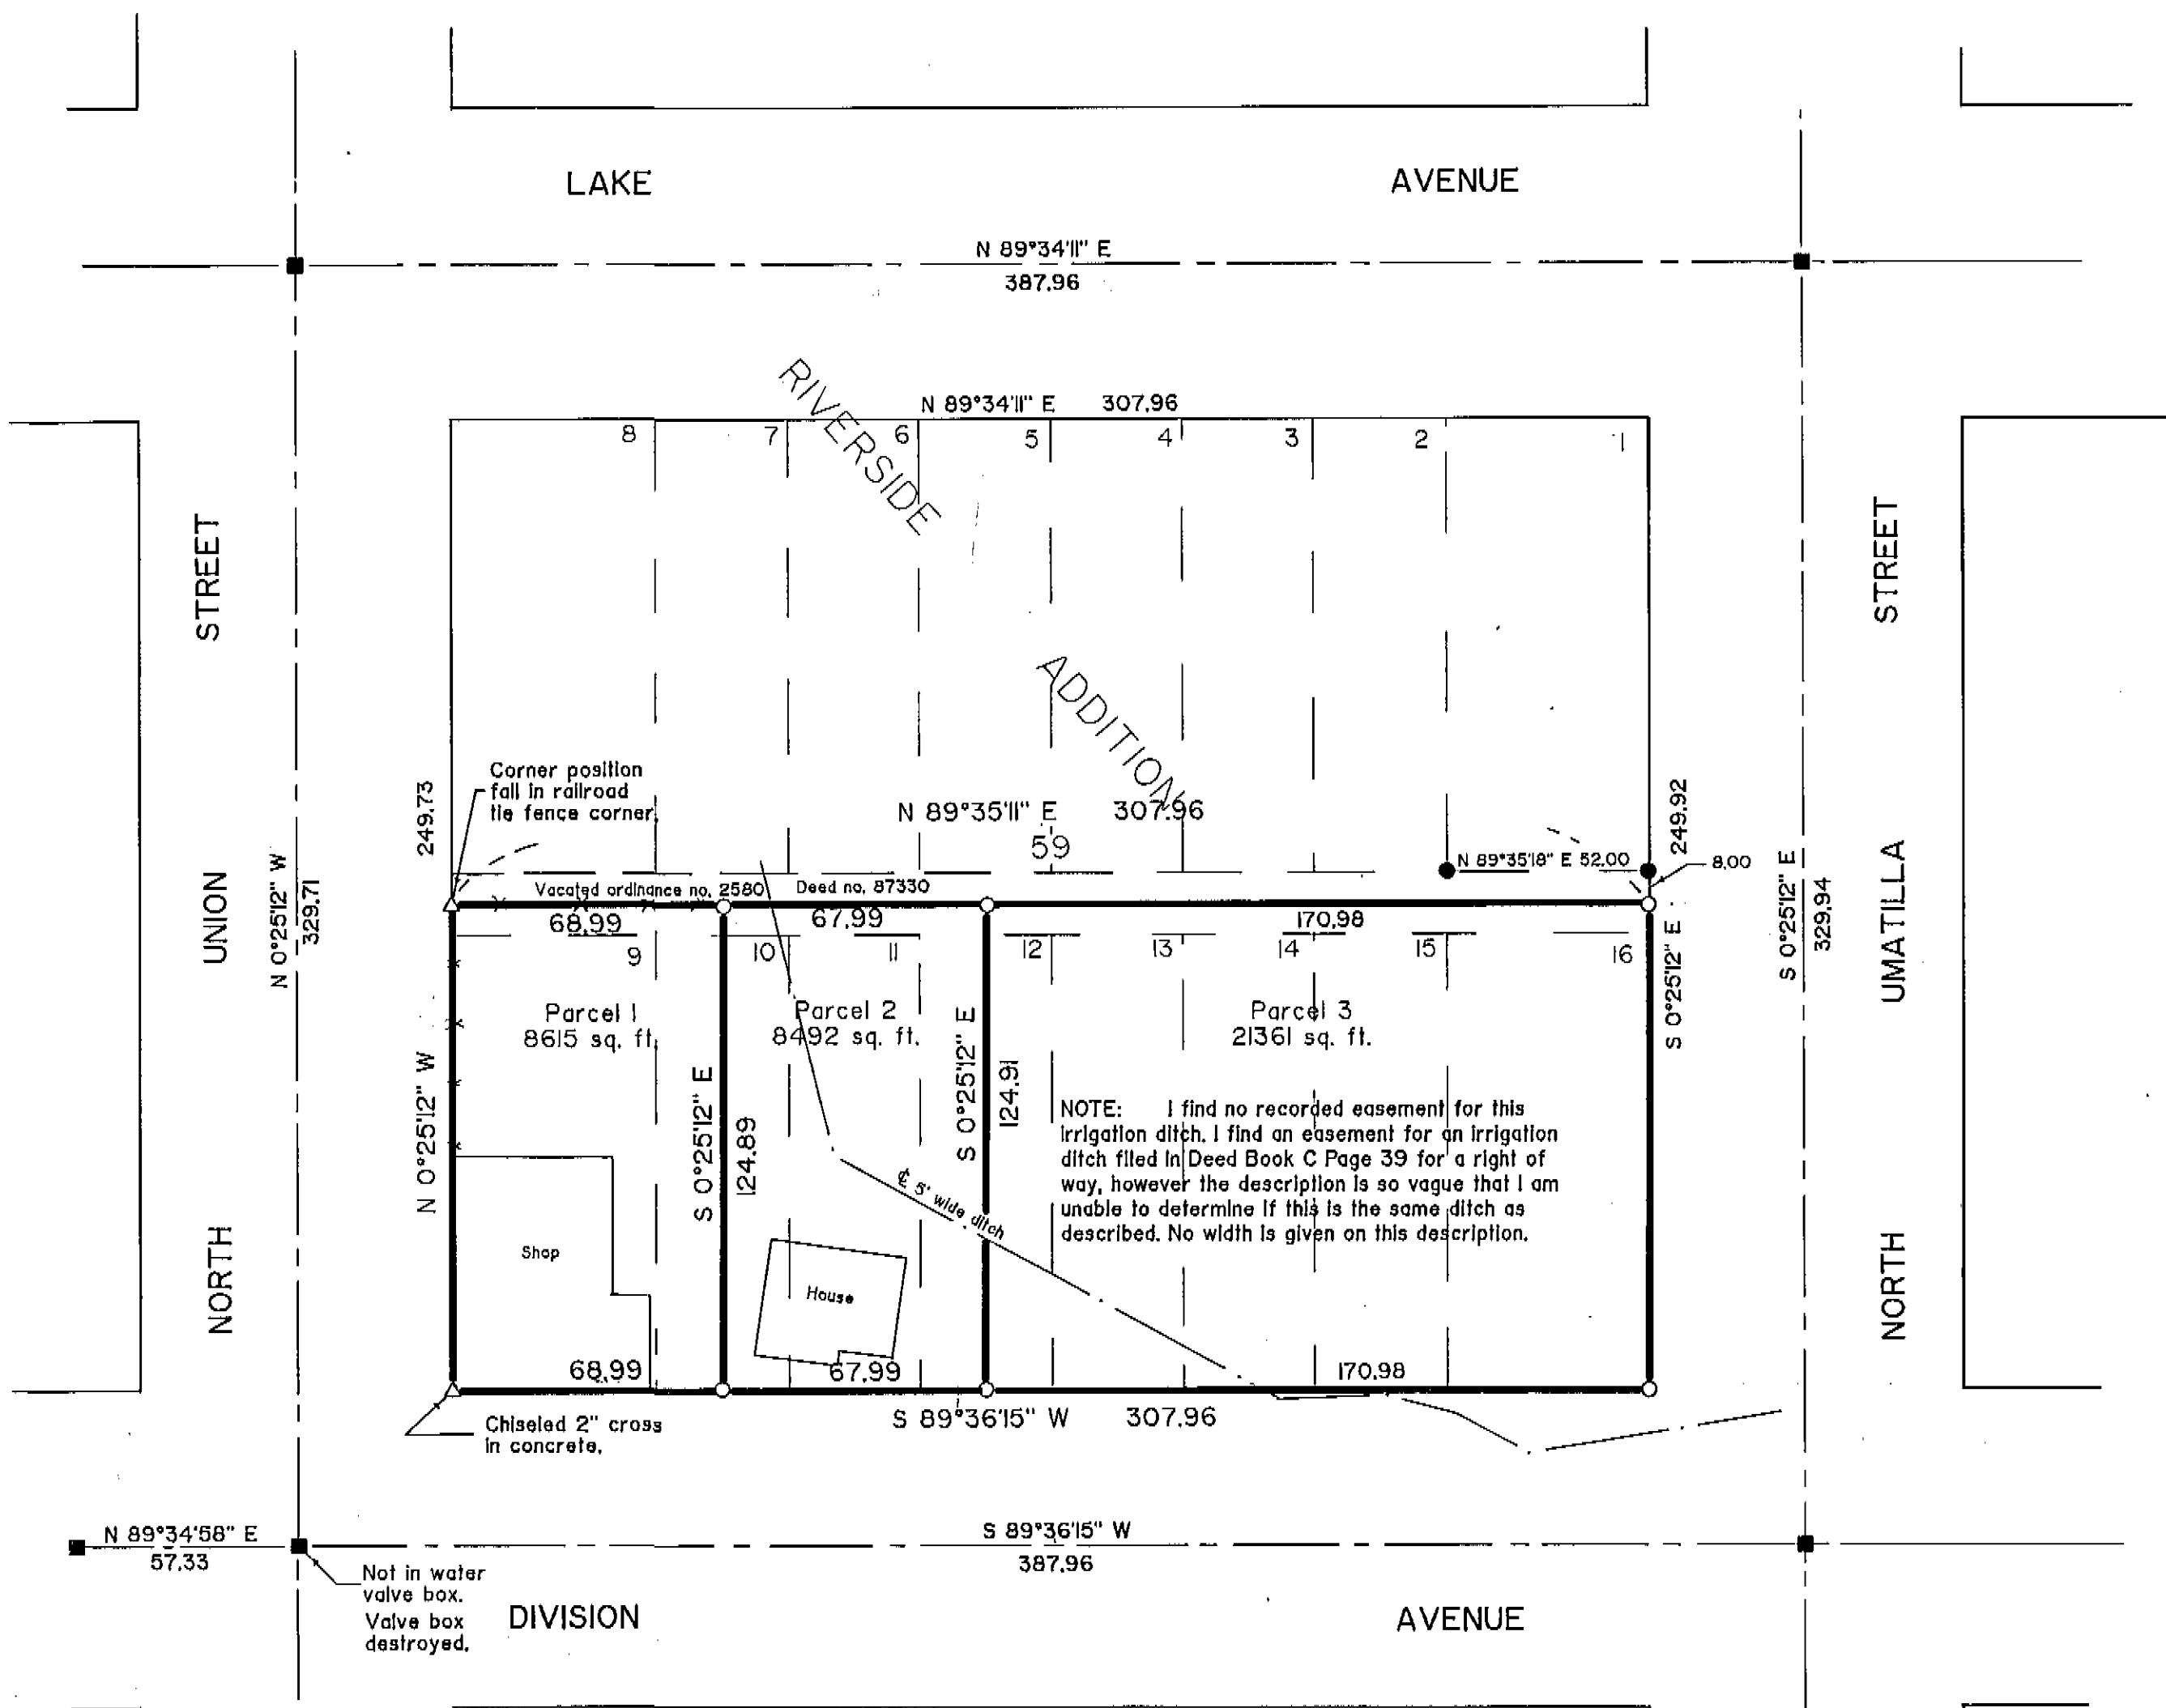 LAKE AVENUE
N 89°34'11" E
387.96
RIVERSIDE
N 89°34'11" E 307.96
8 7 6 5 4 3 2 1
STREET
STREET
ADDITION
249.73
Corner position
fall in railroad
tie fence corner.
N 89°35'11" E 307.96
59
249.92
N 89°35'18" E 52.00
8.00
Vacated ordinance no. 2580 Deed no. 87330
68.99 67.99 170.98
9 10 11 12 13 14 15 16
UNION
N 0°25'12" W
329.71
S 0°25'12" E
329.94
UMATILLA
Parcel 1
8615 sq. ft.
Parcel 2
8492 sq. ft.
Parcel 3
21361 sq. ft.
N 0°25'12" W
S 0°25'12" E
124.89
S 0°25'12" E
124.91
S 0°25'12" E
NOTE: I find no recorded easement for this
irrigation ditch. I find an easement for an irrigation
ditch filed in Deed Book C Page 39 for a right of
way, however the description is so vague that I am
unable to determine if this is the same ditch as
described. No width is given on this description.
℄ 5' wide ditch
Shop
House
NORTH
NORTH
68.99 67.99 170.98
S 89°36'15" W 307.96
Chiseled 2" cross
in concrete.
N 89°34'58" E
57.33
S 89°36'15" W
387.96
Not in water
valve box.
Valve box
destroyed.
DIVISION AVENUE